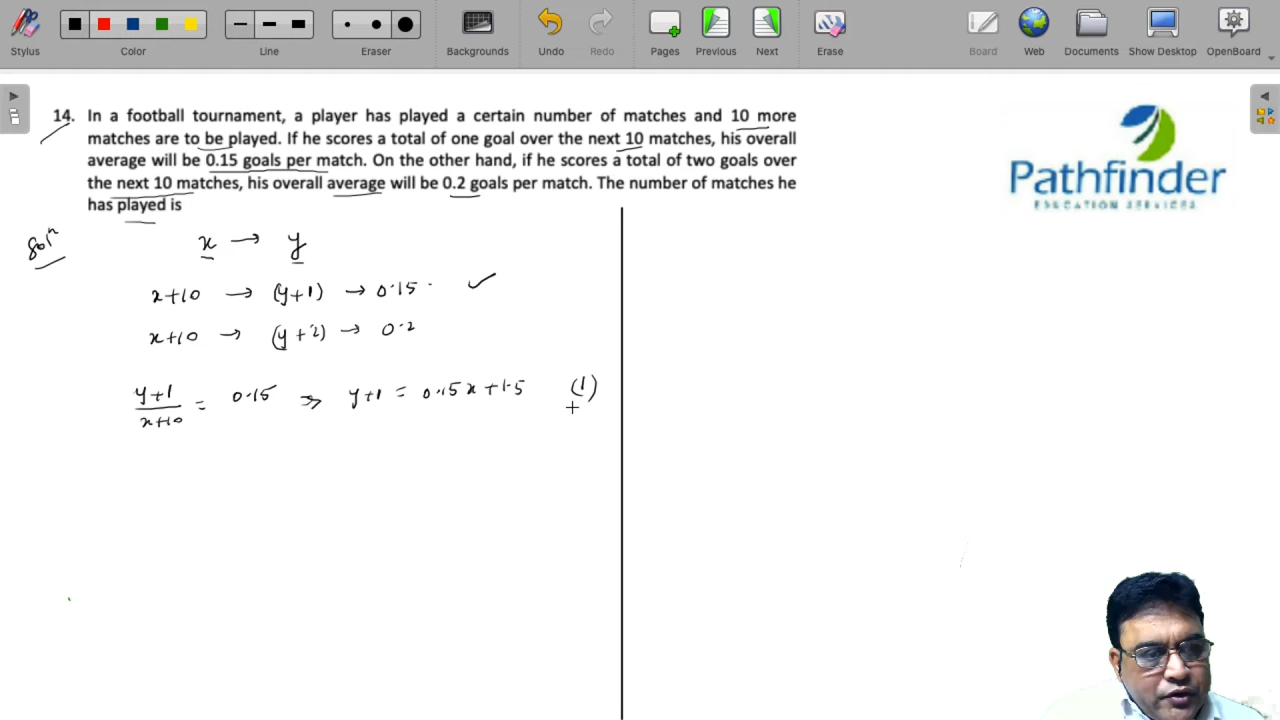 Stylus Color Line Eraser Backgrounds Undo Redo Pages Previous Next Erase Board Web Documents Show Desktop OpenBoard
14. In a football tournament, a player has played a certain number of matches and 10 more
matches are to be played. If he scores a total of one goal over the next 10 matches, his overall
average will be 0.15 goals per match. On the other hand, if he scores a total of two goals over
the next 10 matches, his overall average will be 0.2 goals per match. The number of matches he
has played is
Pathfinder
EDUCATION SERVICES
Solⁿ
x → y
x+10 → (y+1) → 0.15
x+10 → (y+2) → 0.2
y+1/x+10 = 0.15 ⇒ y+1 = 0.15x + 1.5 (1)